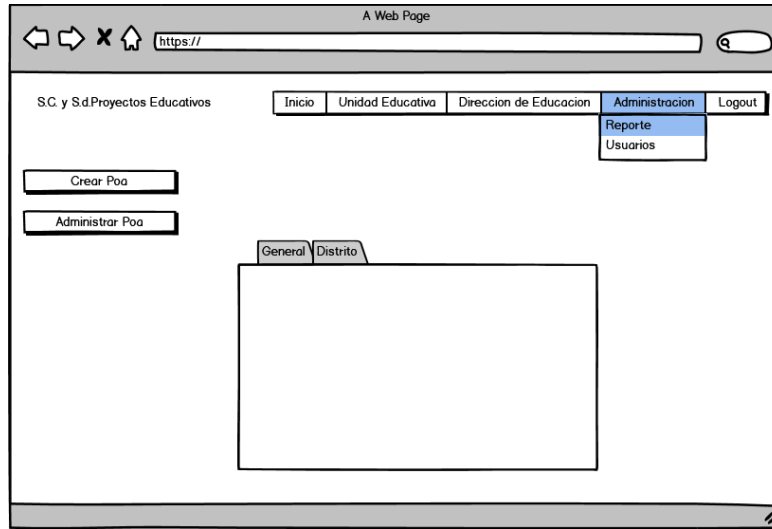 A Web Page
https://
S.C. y S.d.Proyectos Educativos
Inicio
Unidad Educativa
Direccion de Educacion
Administracion
Logout
Reporte
Usuarios
Crear Poa
Administrar Poa
General
Distrito